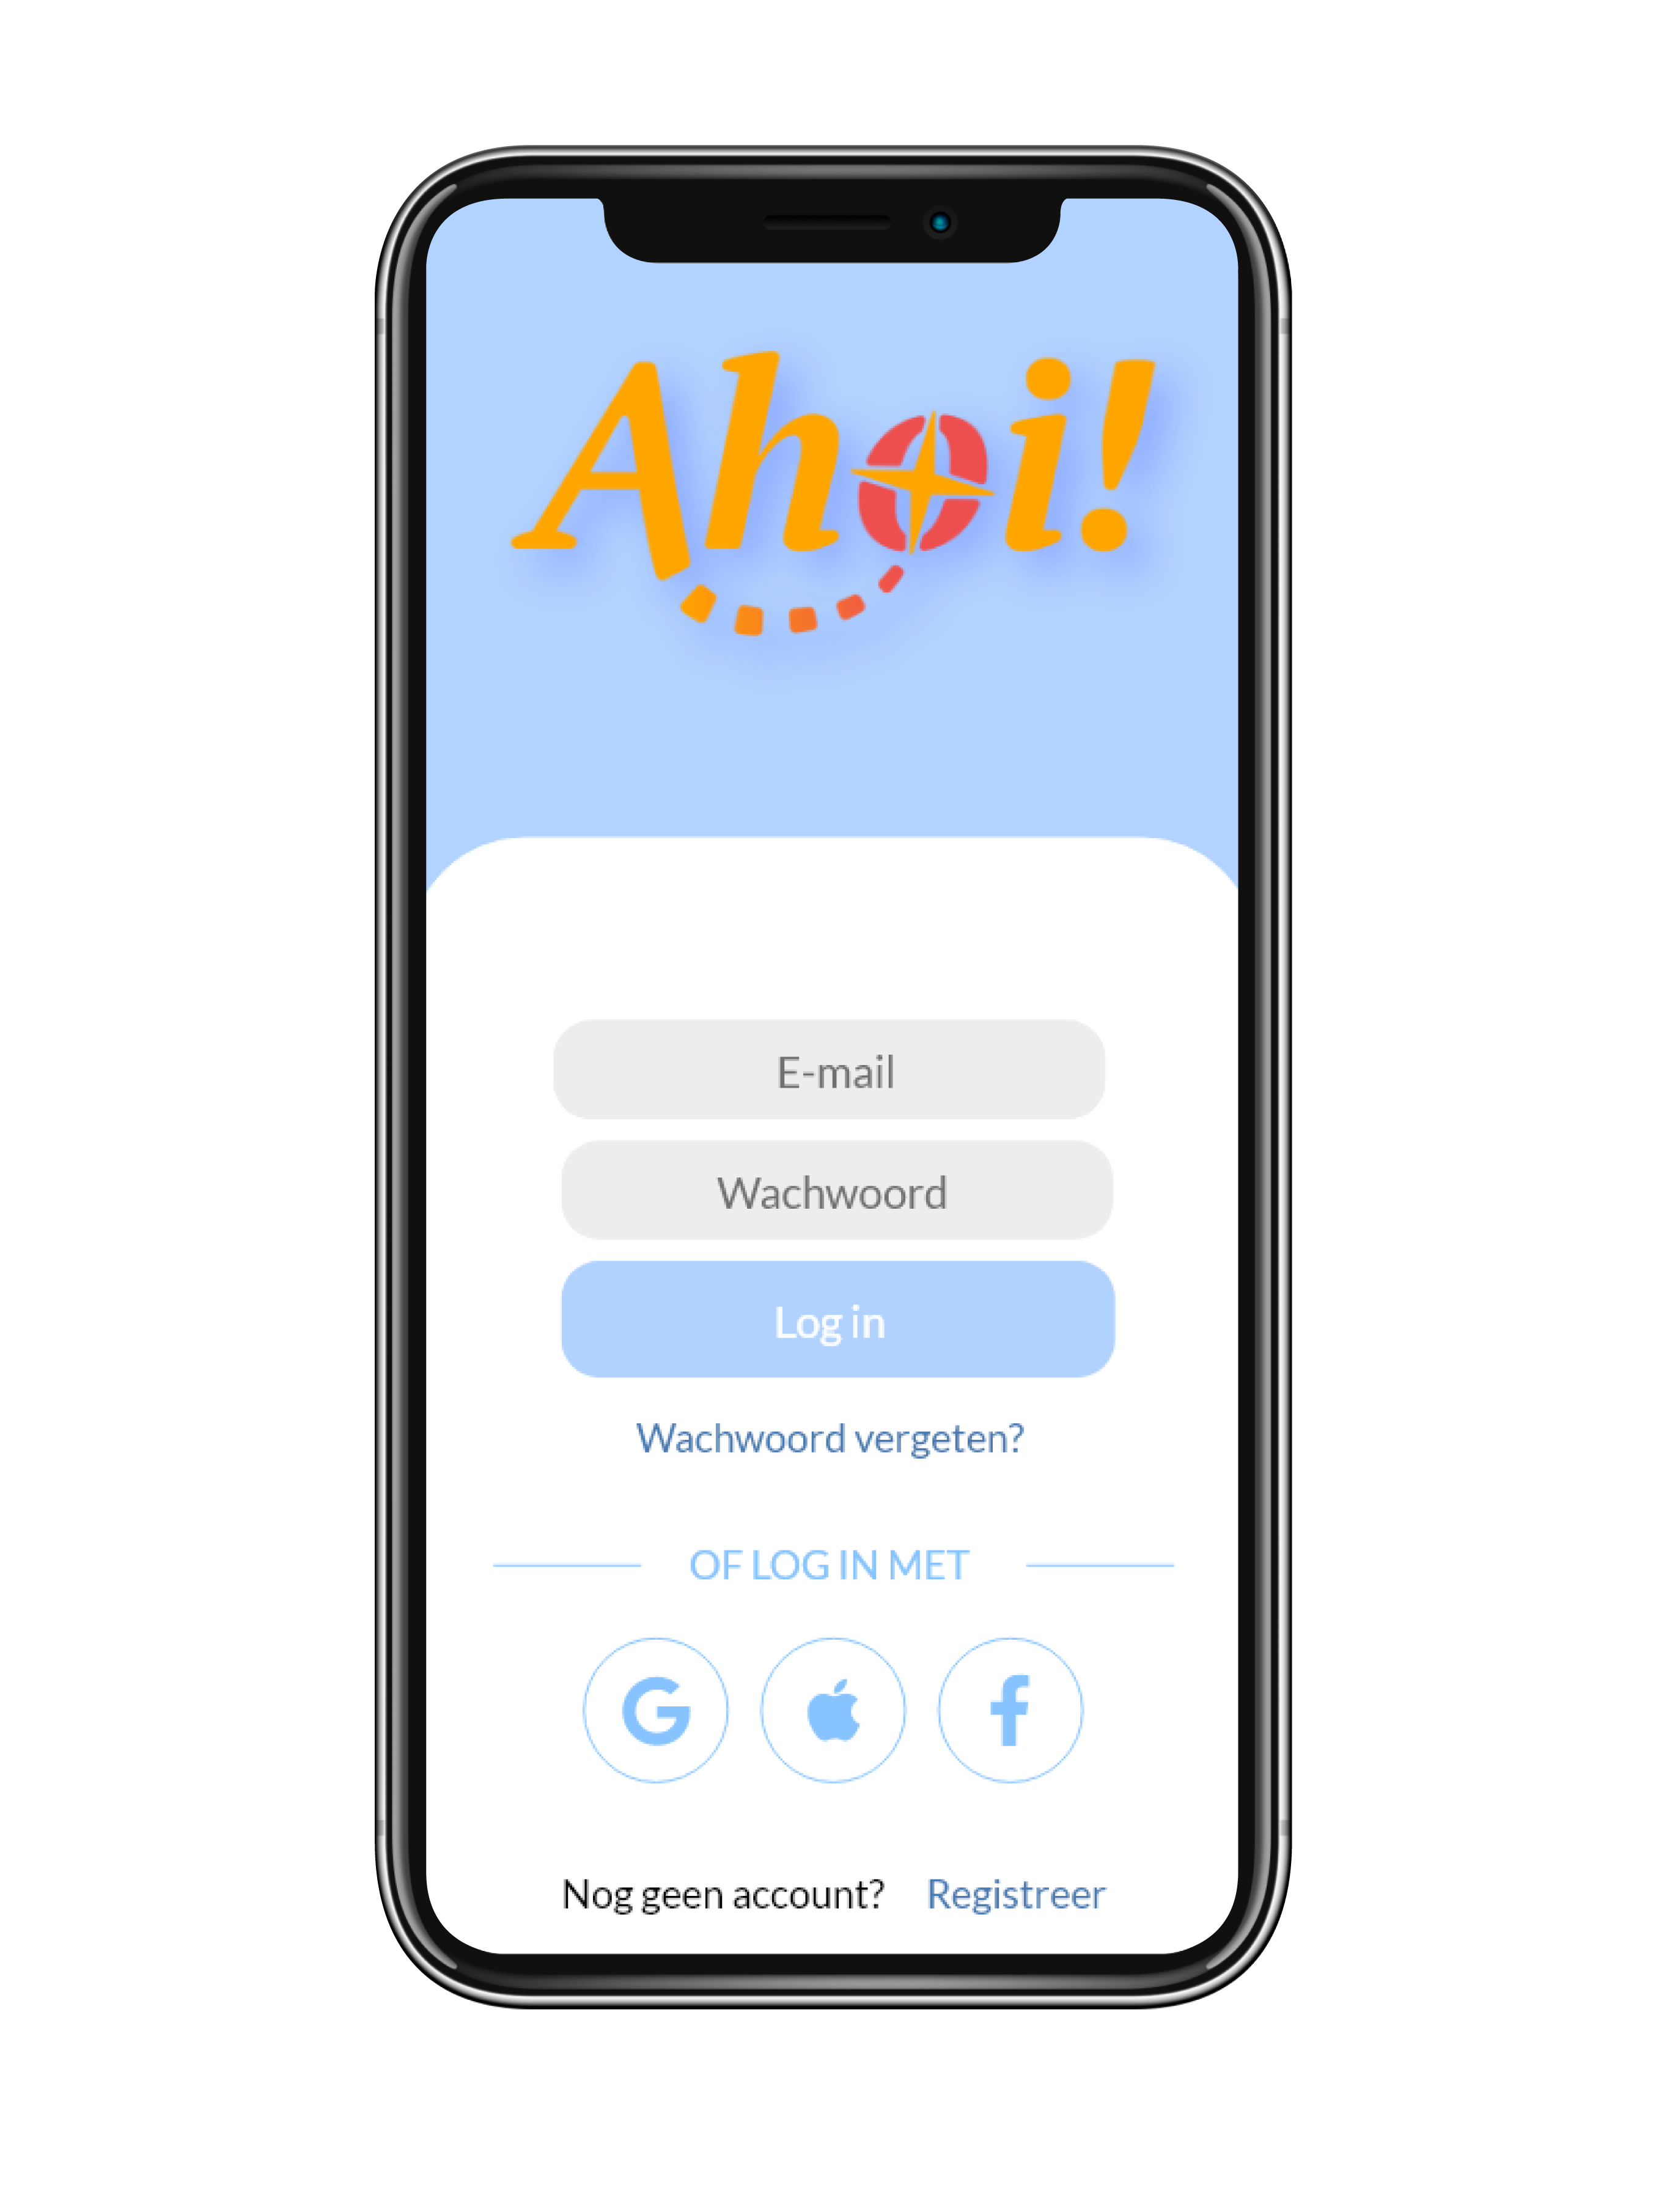 Ahoi!
E-mail
Wachwoord
Log in
Wachwoord vergeten?
OF LOG IN MET
Nog geen account? Registreer